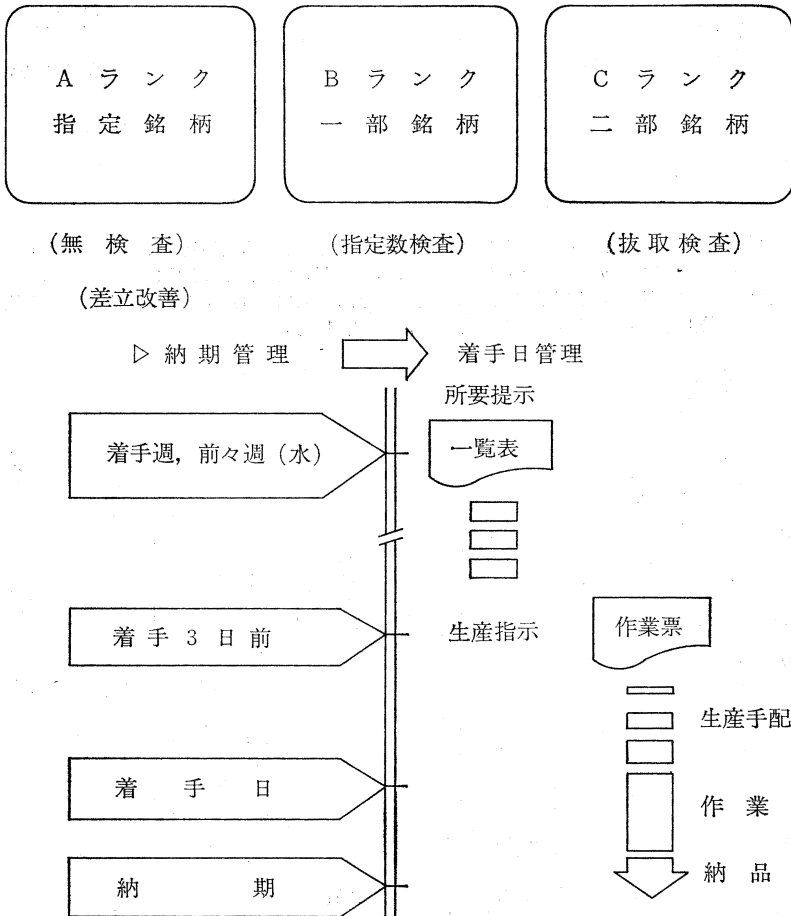 A ランク
指定銘柄
B ランク
一部銘柄
C ランク
二部銘柄
(無検査)
(指定数検査)
(抜取検査)
(差立改善)
▷ 納期管理
着手日管理
所要提示
着手週，前々週 (水)
一覧表
着手3日前
生産指示
作業票
生産手配
着手日
作業
納品
納期